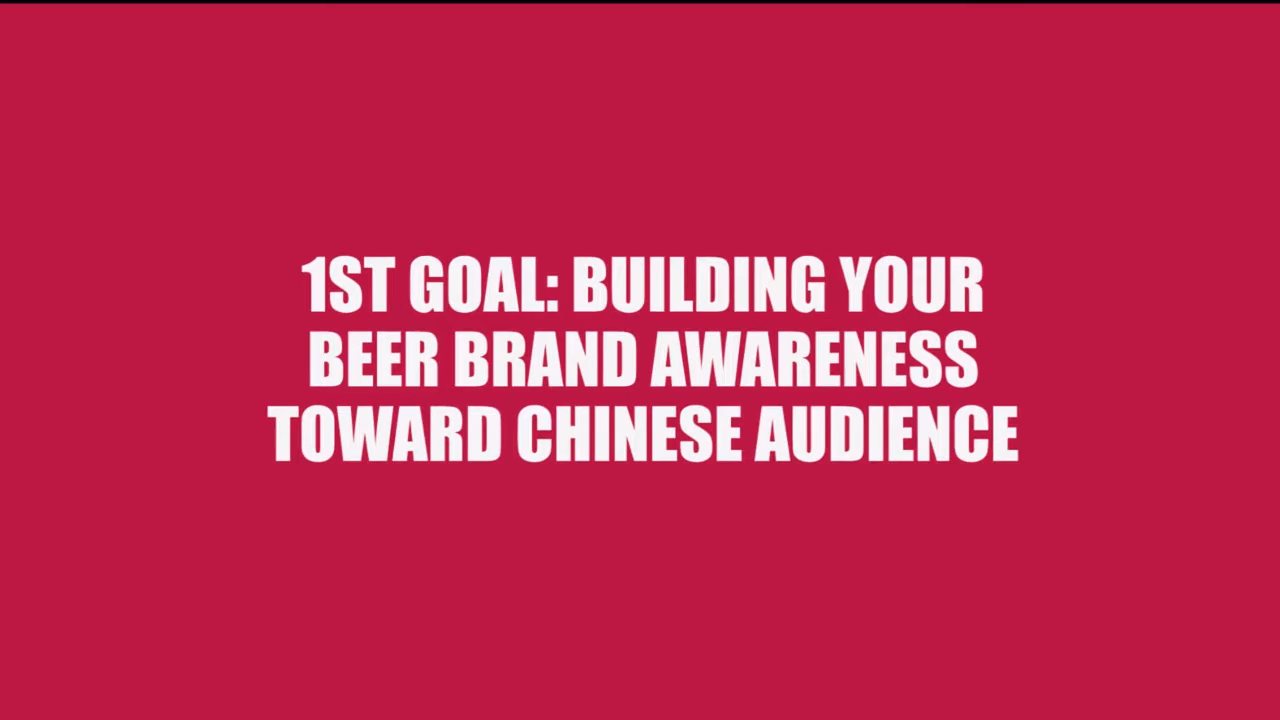 1ST GOAL: BUILDING YOUR
BEER BRAND AWARENESS
TOWARD CHINESE AUDIENCE